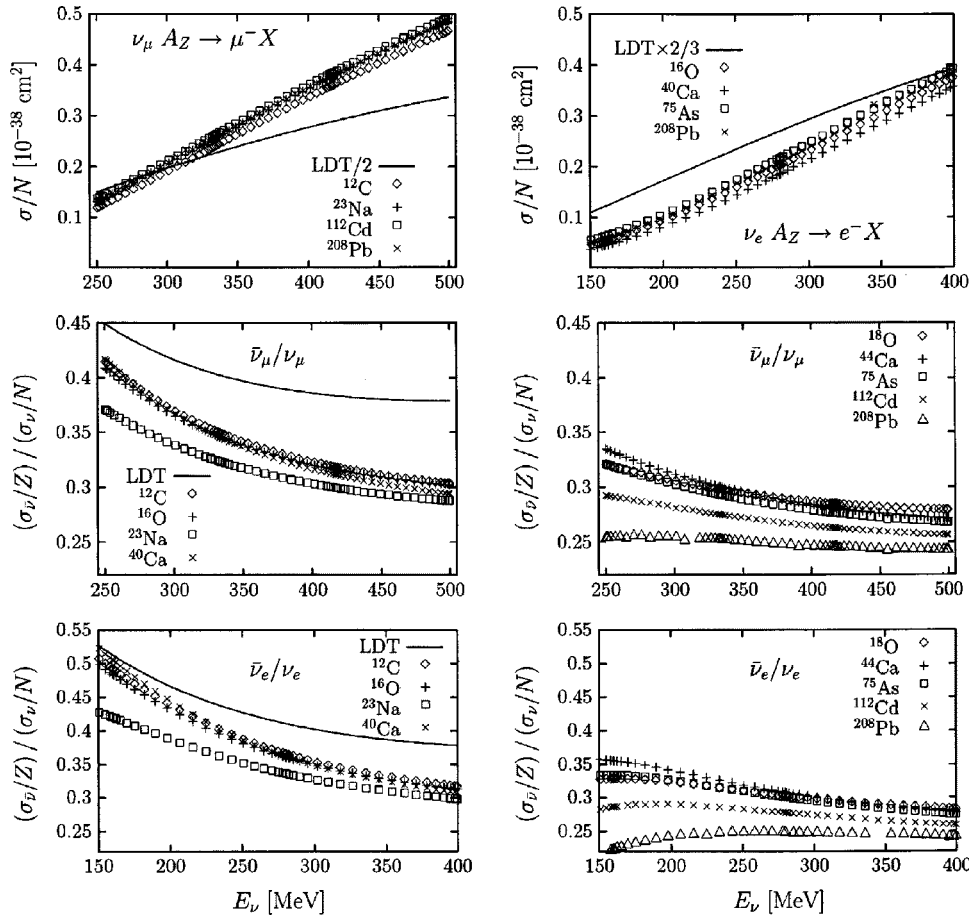 σ/N [10⁻³⁸ cm²]
0.5
0.4
0.3
0.2
0.1
ν_μ A_Z → μ⁻X
LDT/2
¹²C
²³Na
¹¹²Cd
²⁰⁸Pb
250 300 350 400 450 500
σ/N [10⁻³⁸ cm²]
0.5
0.4
0.3
0.2
0.1
LDT×2/3
¹⁶O
⁴⁰Ca
⁷⁵As
²⁰⁸Pb
ν_e A_Z → e⁻X
150 200 250 300 350 400
(σ_ν̄/Z) / (σ_ν/N)
0.45
0.4
0.35
0.3
0.25
ν̄_μ/ν_μ
LDT
¹²C
¹⁶O
²³Na
⁴⁰Ca
250 300 350 400 450 500
(σ_ν̄/Z) / (σ_ν/N)
0.45
0.4
0.35
0.3
0.25
ν̄_μ/ν_μ
¹⁸O
⁴⁴Ca
⁷⁵As
¹¹²Cd
²⁰⁸Pb
250 300 350 400 450 500
(σ_ν̄/Z) / (σ_ν/N)
0.55
0.5
0.45
0.4
0.35
0.3
0.25
ν̄_e/ν_e
LDT
¹²C
¹⁶O
²³Na
⁴⁰Ca
150 200 250 300 350 400
E_ν [MeV]
(σ_ν̄/Z) / (σ_ν/N)
0.55
0.5
0.45
0.4
0.35
0.3
0.25
ν̄_e/ν_e
¹⁸O
⁴⁴Ca
⁷⁵As
¹¹²Cd
²⁰⁸Pb
150 200 250 300 350 400
E_ν [MeV]